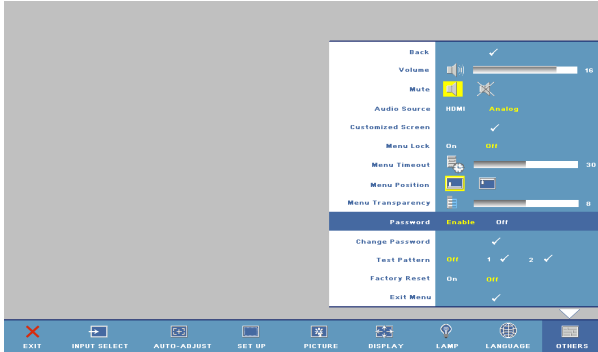 Back
Volume 16
Mute
Audio Source HDMI Analog
Customized Screen
Menu Lock On Off
Menu Timeout 30
Menu Position
Menu Transparency 8
Password Enable Off
Change Password
Test Pattern Off 1 2
Factory Reset On Off
Exit Menu
EXIT INPUT SELECT AUTO-ADJUST SET UP PICTURE DISPLAY LAMP LANGUAGE OTHERS